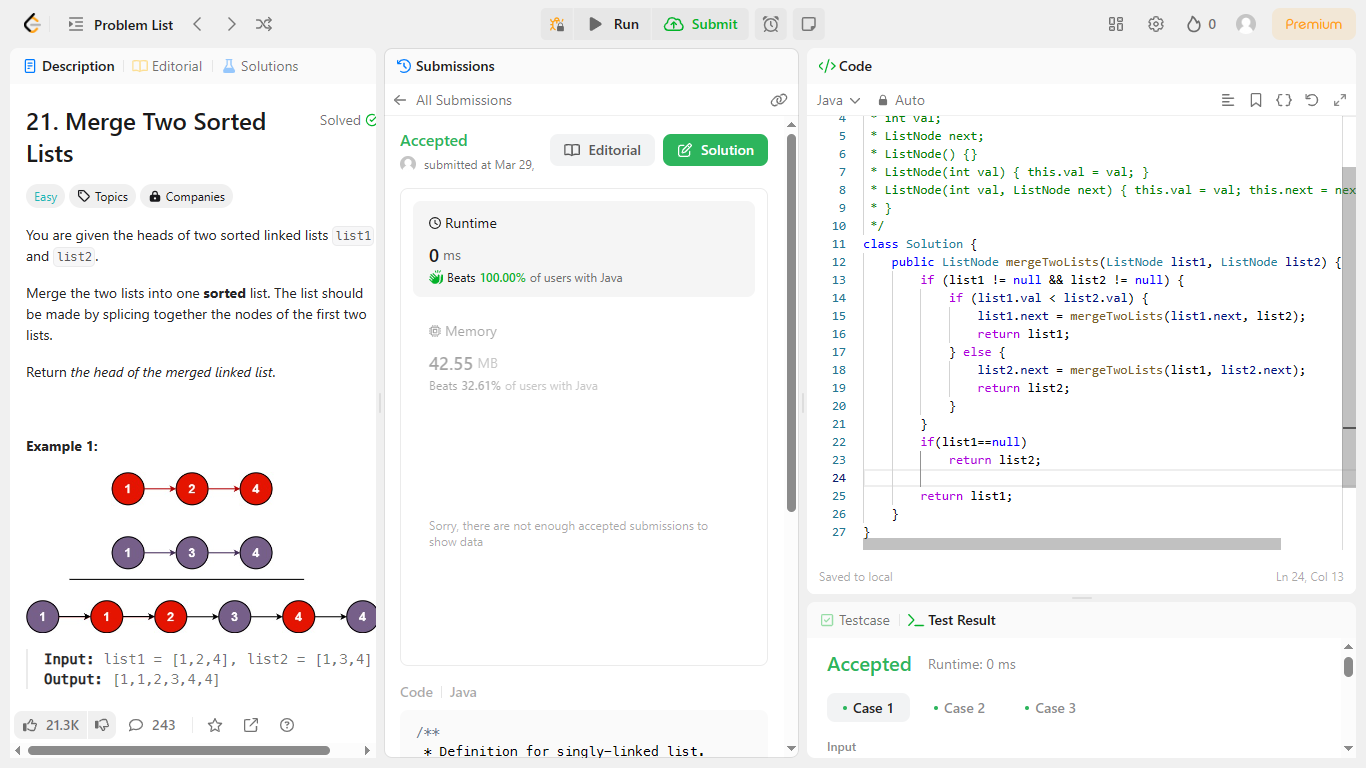 Problem List
Run
Submit
0
Premium
Description
Editorial
Solutions
21. Merge Two Sorted
Lists
Solved
Easy
Topics
Companies
You are given the heads of two sorted linked lists list1
and list2.
Merge the two lists into one sorted list. The list should
be made by splicing together the nodes of the first two
lists.
Return the head of the merged linked list.
Example 1:
1 2 4
1 3 4
1 1 2 3 4 4
Input: list1 = [1,2,4], list2 = [1,3,4]
Output: [1,1,2,3,4,4]
21.3K
243
Submissions
All Submissions
Accepted
submitted at Mar 29,
Editorial
Solution
Runtime
0 ms
Beats 100.00% of users with Java
Memory
42.55 MB
Beats 32.61% of users with Java
Sorry, there are not enough accepted submissions to
show data
Code
Java
/**
* Definition for singly-linked list.
Code
Java
Auto
4 * int val;
5 * ListNode next;
6 * ListNode() {}
7 * ListNode(int val) { this.val = val; }
8 * ListNode(int val, ListNode next) { this.val = val; this.next = nex
9 * }
10 */
11 class Solution {
12 public ListNode mergeTwoLists(ListNode list1, ListNode list2) {
13 if (list1 != null && list2 != null) {
14 if (list1.val < list2.val) {
15 list1.next = mergeTwoLists(list1.next, list2);
16 return list1;
17 } else {
18 list2.next = mergeTwoLists(list1, list2.next);
19 return list2;
20 }
21 }
22 if(list1==null)
23 return list2;
24
25 return list1;
26 }
27 }
Saved to local
Ln 24, Col 13
Testcase
Test Result
Accepted
Runtime: 0 ms
• Case 1
• Case 2
• Case 3
Input